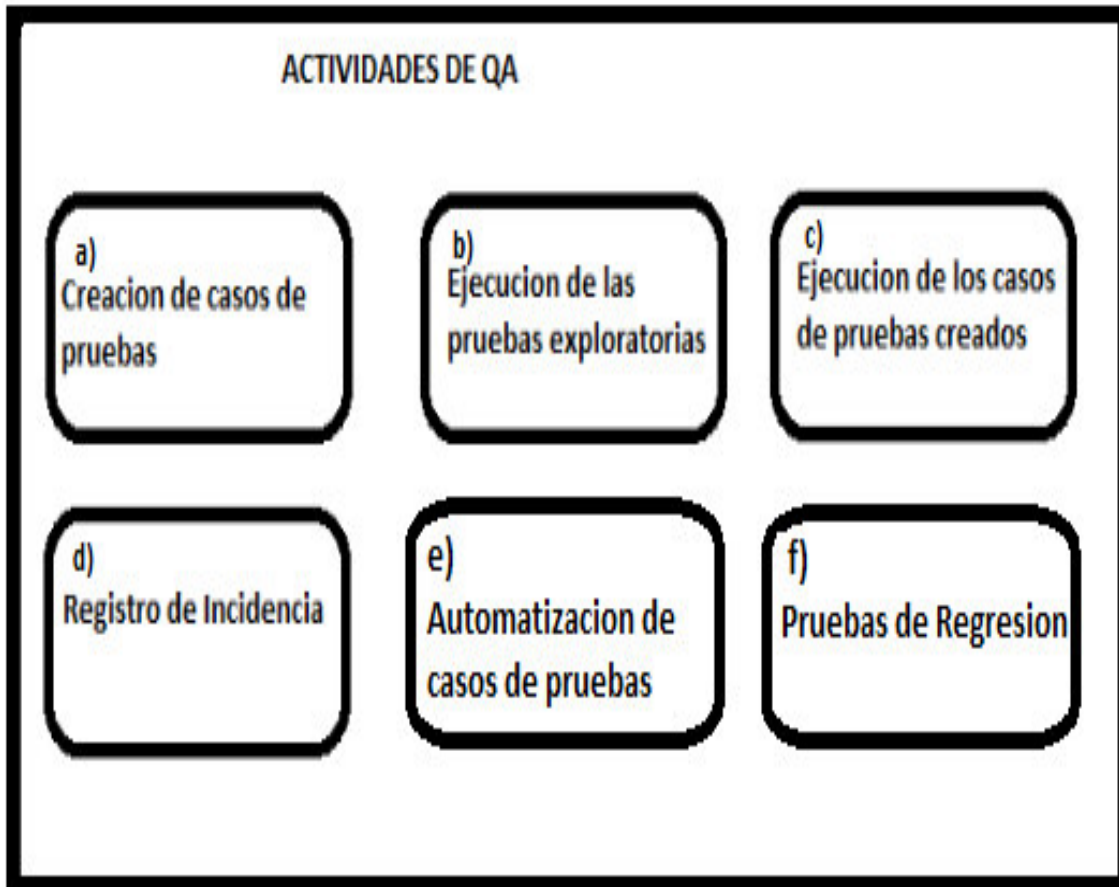 ACTIVIDADES DE QA
a)
Creacion de casos de
pruebas
b)
Ejecucion de las
pruebas exploratorias
c)
Ejecucion de los casos
de pruebas creados
d)
Registro de Incidencia
e)
Automatizacion de
casos de pruebas
f)
Pruebas de Regresion